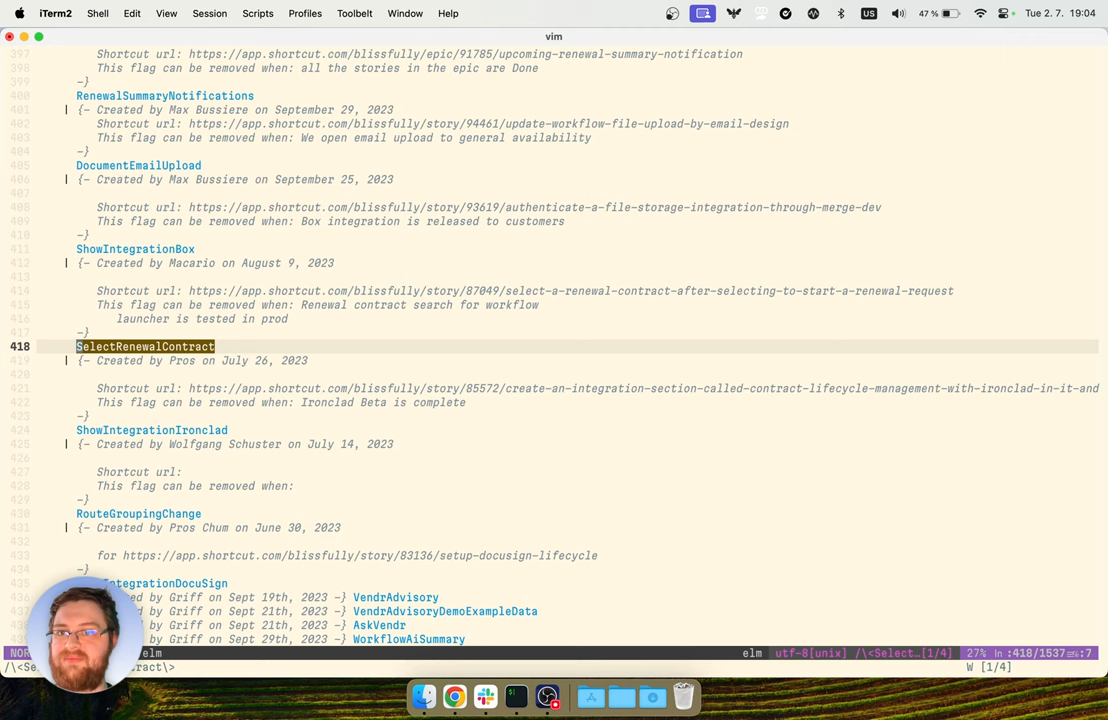 iTerm2 Shell Edit View Session Scripts Profiles Toolbelt Window Help US 47 % Tue 2. 7. 19:04
vim
397 Shortcut url: https://app.shortcut.com/blissfully/epic/91785/upcoming-renewal-summary-notification
398 This flag can be removed when: all the stories in the epic are Done
399 -}
400 RenewalSummaryNotifications
401 | {- Created by Max Bussiere on September 29, 2023
402 Shortcut url: https://app.shortcut.com/blissfully/story/94461/update-workflow-file-upload-by-email-design
403 This flag can be removed when: We open email upload to general availability
404 -}
405 DocumentEmailUpload
406 | {- Created by Max Bussiere on September 25, 2023
407
408 Shortcut url: https://app.shortcut.com/blissfully/story/93619/authenticate-a-file-storage-integration-through-merge-dev
409 This flag can be removed when: Box integration is released to customers
410 -}
411 ShowIntegrationBox
412 | {- Created by Macario on August 9, 2023
413
414 Shortcut url: https://app.shortcut.com/blissfully/story/87049/select-a-renewal-contract-after-selecting-to-start-a-renewal-request
415 This flag can be removed when: Renewal contract search for workflow
416 launcher is tested in prod
417 -}
418 SelectRenewalContract
419 | {- Created by Pros on July 26, 2023
420
421 Shortcut url: https://app.shortcut.com/blissfully/story/85572/create-an-integration-section-called-contract-lifecycle-management-with-ironclad-in-it-and
422 This flag can be removed when: Ironclad Beta is complete
423 -}
424 ShowIntegrationIronclad
425 | {- Created by Wolfgang Schuster on July 14, 2023
426
427 Shortcut url:
428 This flag can be removed when:
429 -}
430 RouteGroupingChange
431 | {- Created by Pros Chum on June 30, 2023
432
433 for https://app.shortcut.com/blissfully/story/83136/setup-docusign-lifecycle
434 -}
435 IntegrationDocuSign
436 by Griff on Sept 19th, 2023 -} VendrAdvisory
by Griff on Sept 21th, 2023 -} VendrAdvisoryDemoExampleData
by Griff on Sept 21th, 2023 -} AskVendr
by Griff on Sept 29th, 2023 -} WorkflowAiSummary
elm elm utf-8[unix] /\<Select…[1/4] 27% :418/1537 :7
/\<Se ract\> W [1/4]